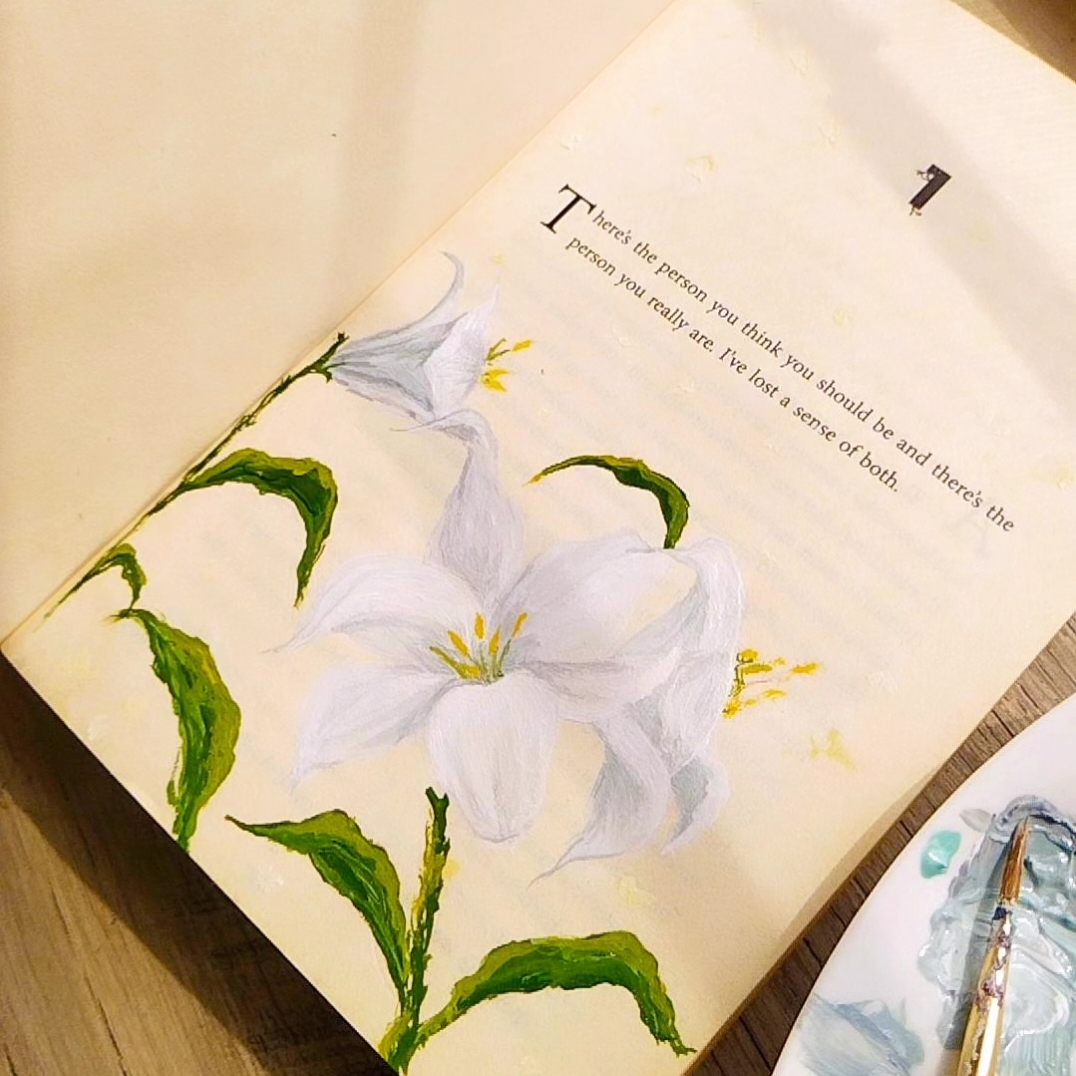 1
There's the person you think you should be and there's the
person you really are. I've lost a sense of both.